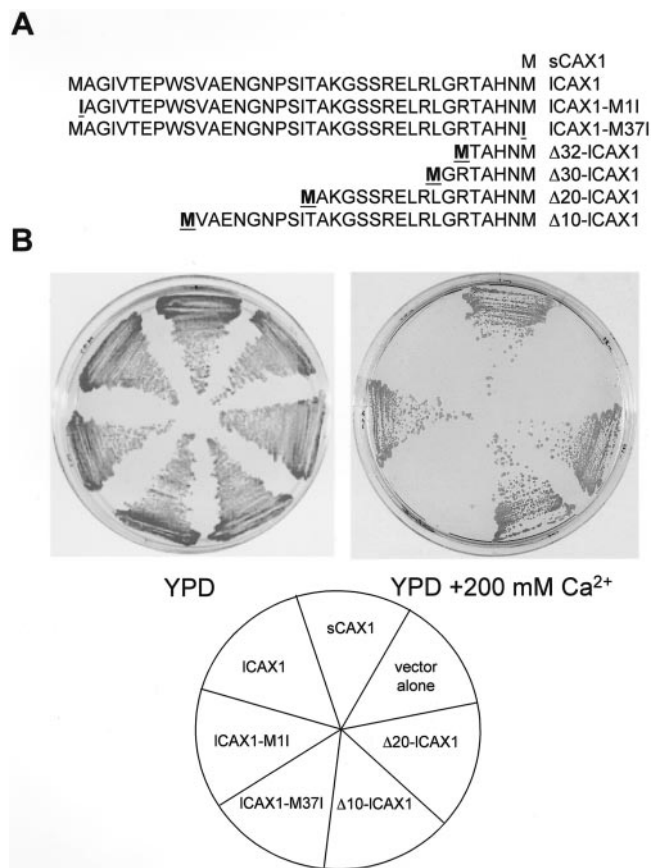 A
M sCAX1
MAGIVTEPWSVAENGNPSITAKGSSRELRLGRTAHNM lCAX1
IAGIVTEPWSVAENGNPSITAKGSSRELRLGRTAHNM lCAX1-M1I
MAGIVTEPWSVAENGNPSITAKGSSRELRLGRTAHNI lCAX1-M37I
MTAHNM Δ32-lCAX1
MGRTAHNM Δ30-lCAX1
MAKGSSRELRLGRTAHNM Δ20-lCAX1
MVAENGNPSITAKGSSRELRLGRTAHNM Δ10-lCAX1
B
YPD YPD +200 mM Ca²⁺
sCAX1
lCAX1
vector
alone
lCAX1-M1I
Δ20-lCAX1
lCAX1-M37I
Δ10-lCAX1